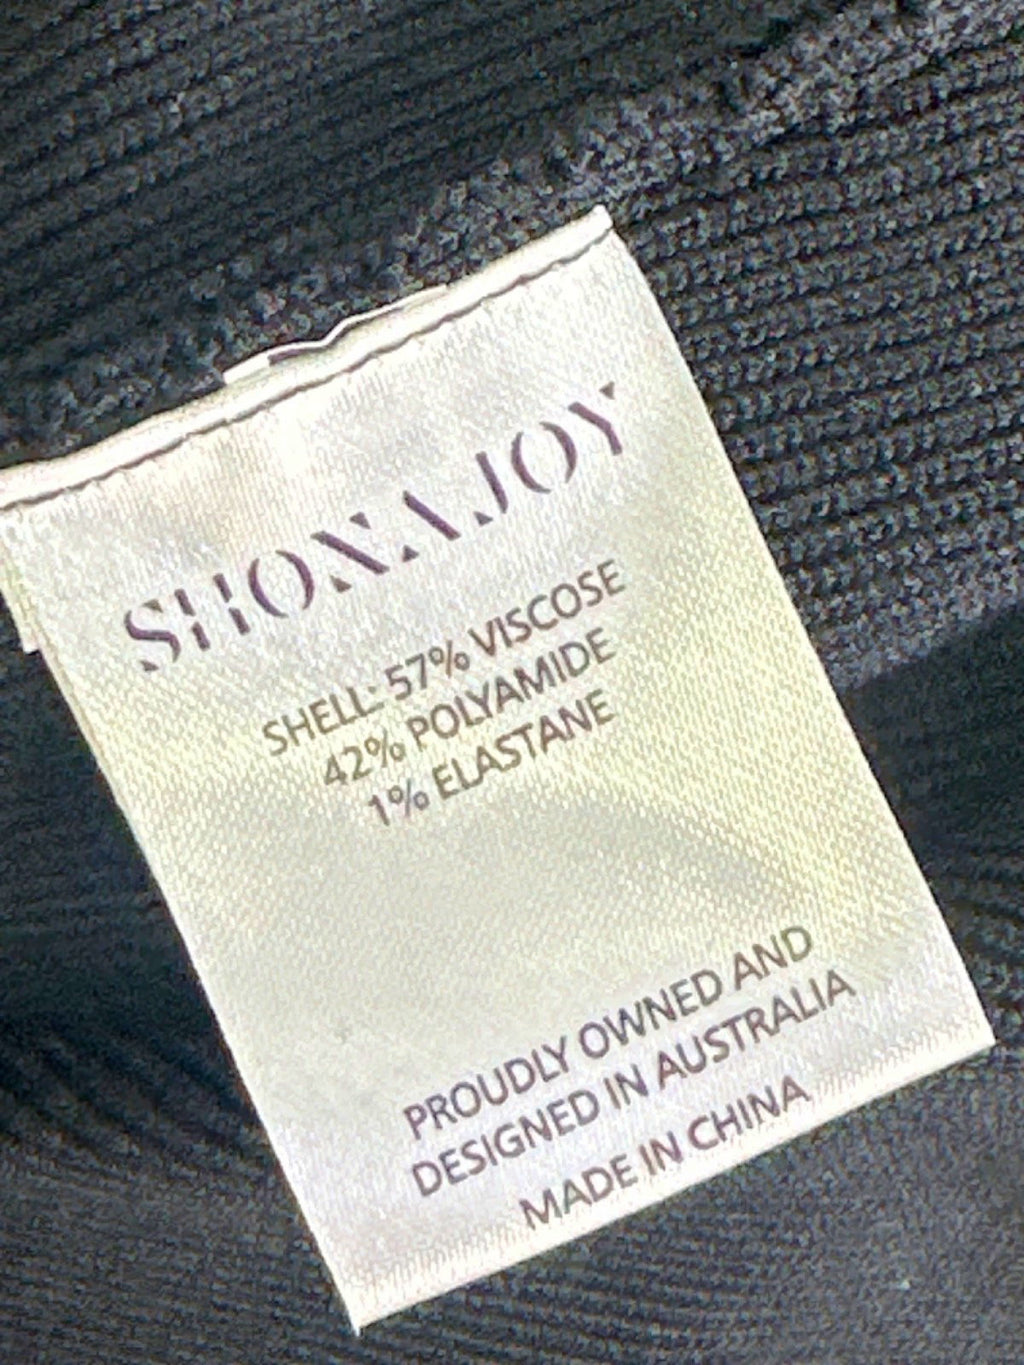 SHONA JOY
SHELL: 57% VISCOSE
42% POLYAMIDE
1% ELASTANE
PROUDLY OWNED AND
DESIGNED IN AUSTRALIA
MADE IN CHINA